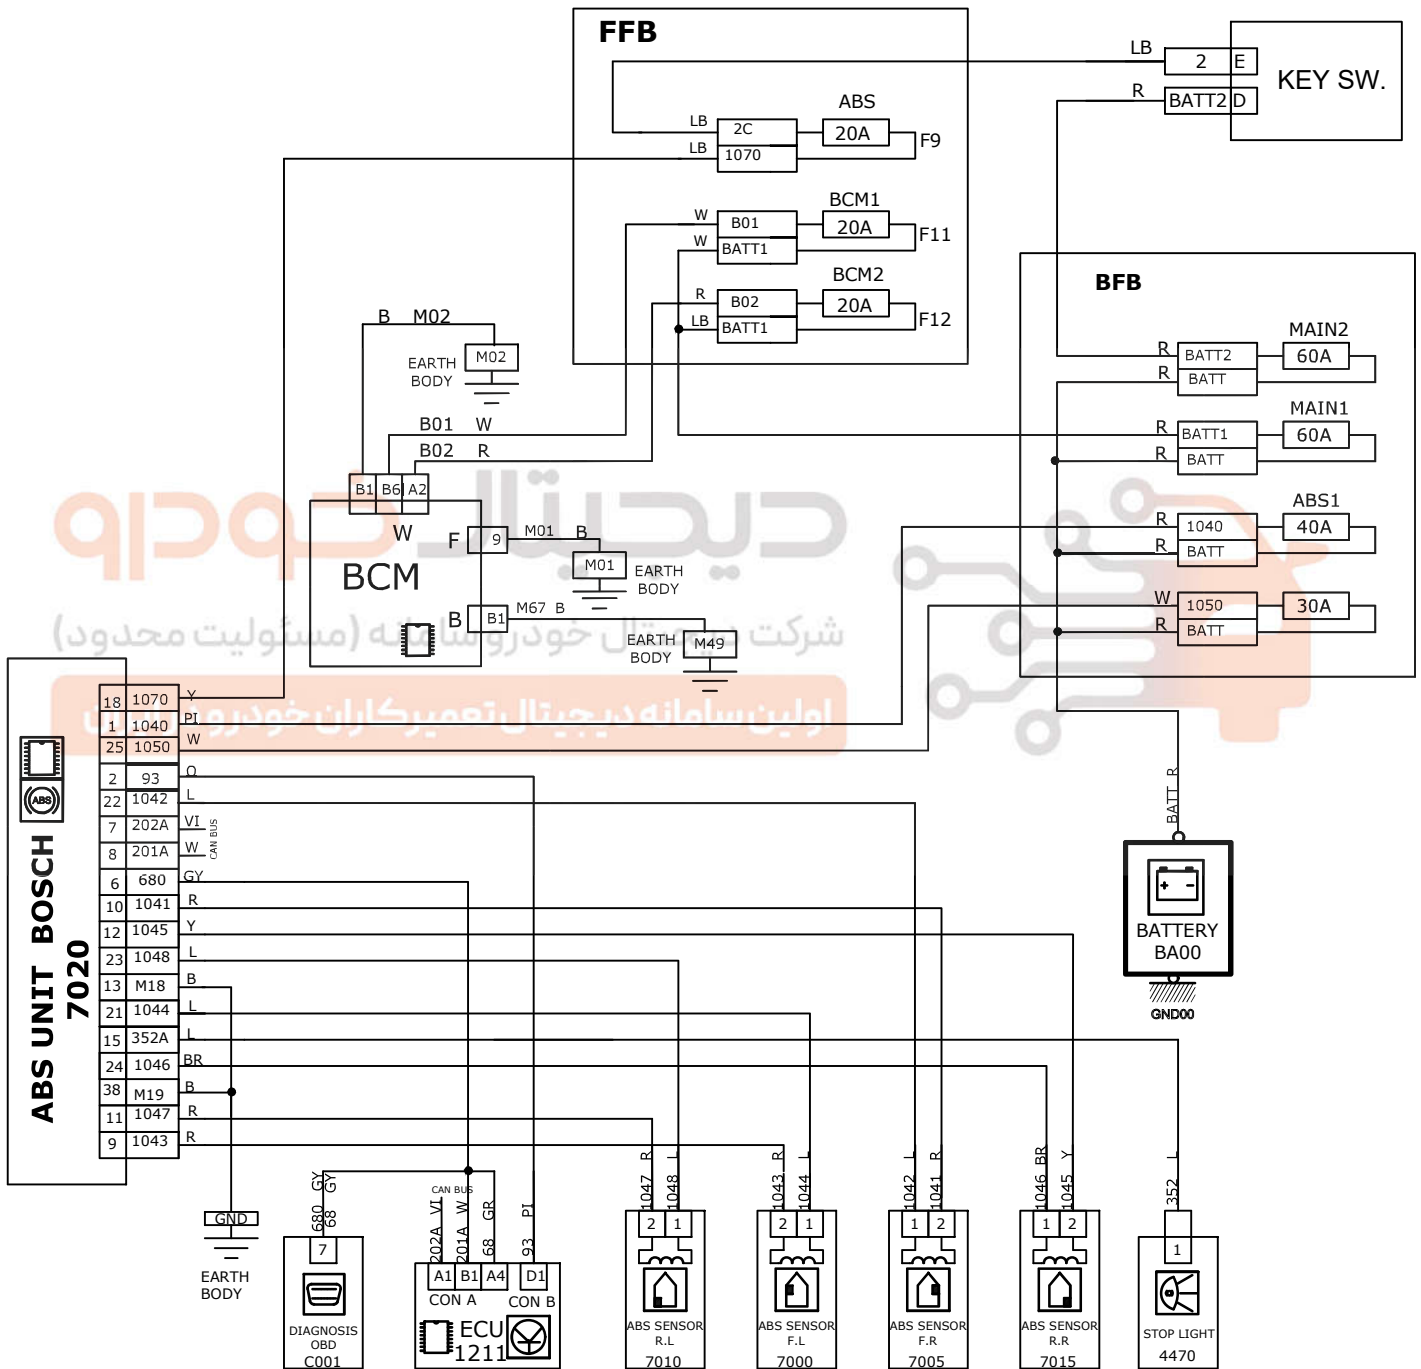 FFB
LB
2
E
KEY SW.
R
BATT2
D
ABS
LB
2C
20A
F9
LB
1070
BCM1
W
B01
20A
F11
W
BATT1
BCM2
R
B02
20A
F12
LB
BATT1
BFB
MAIN2
R
BATT2
60A
R
BATT
MAIN1
R
BATT1
60A
R
BATT
ABS1
R
1040
40A
R
BATT
W
1050
30A
R
BATT
B M02
M02
EARTH
BODY
B01 W
B02 R
B1
B6
A2
W
F
9
M01 B
M01
EARTH
BODY
BCM
B
B1
M67 B
M49
EARTH
BODY
دیجیتال خودرو
شرکت دیجیتال خودرو سامانه (مسئولیت محدود)
اولین سامانه دیجیتال تعمیرکاران خودرو در ایران
ABS
ABS UNIT BOSCH
7020
18 1070 Y
1 1040 PI
25 1050 W
2 93 O
22 1042 L
7 202A VI
8 201A W
CAN BUS
6 680 GY
10 1041 R
12 1045 Y
23 1048 L
13 M18 B
21 1044 L
15 352A L
24 1046 BR
38 M19 B
11 1047 R
9 1043 R
BATT R
+ -
BATTERY
BA00
GND00
GND
EARTH
BODY
680 GY
68 GY
7
DIAGNOSIS
OBD
C001
CAN BUS
202A VI
201A W
68 GR
93 PI
A1
B1
A4
D1
CON A
CON B
ECU
1211
1047 R
1048 L
2
1
ABS SENSOR
R.L
7010
1043 R
1044 L
2
1
ABS SENSOR
F.L
7000
1042 L
1041 R
1
2
ABS SENSOR
F.R
7005
1046 BR
1045 Y
1
2
ABS SENSOR
R.R
7015
352 L
1
STOP LIGHT
4470